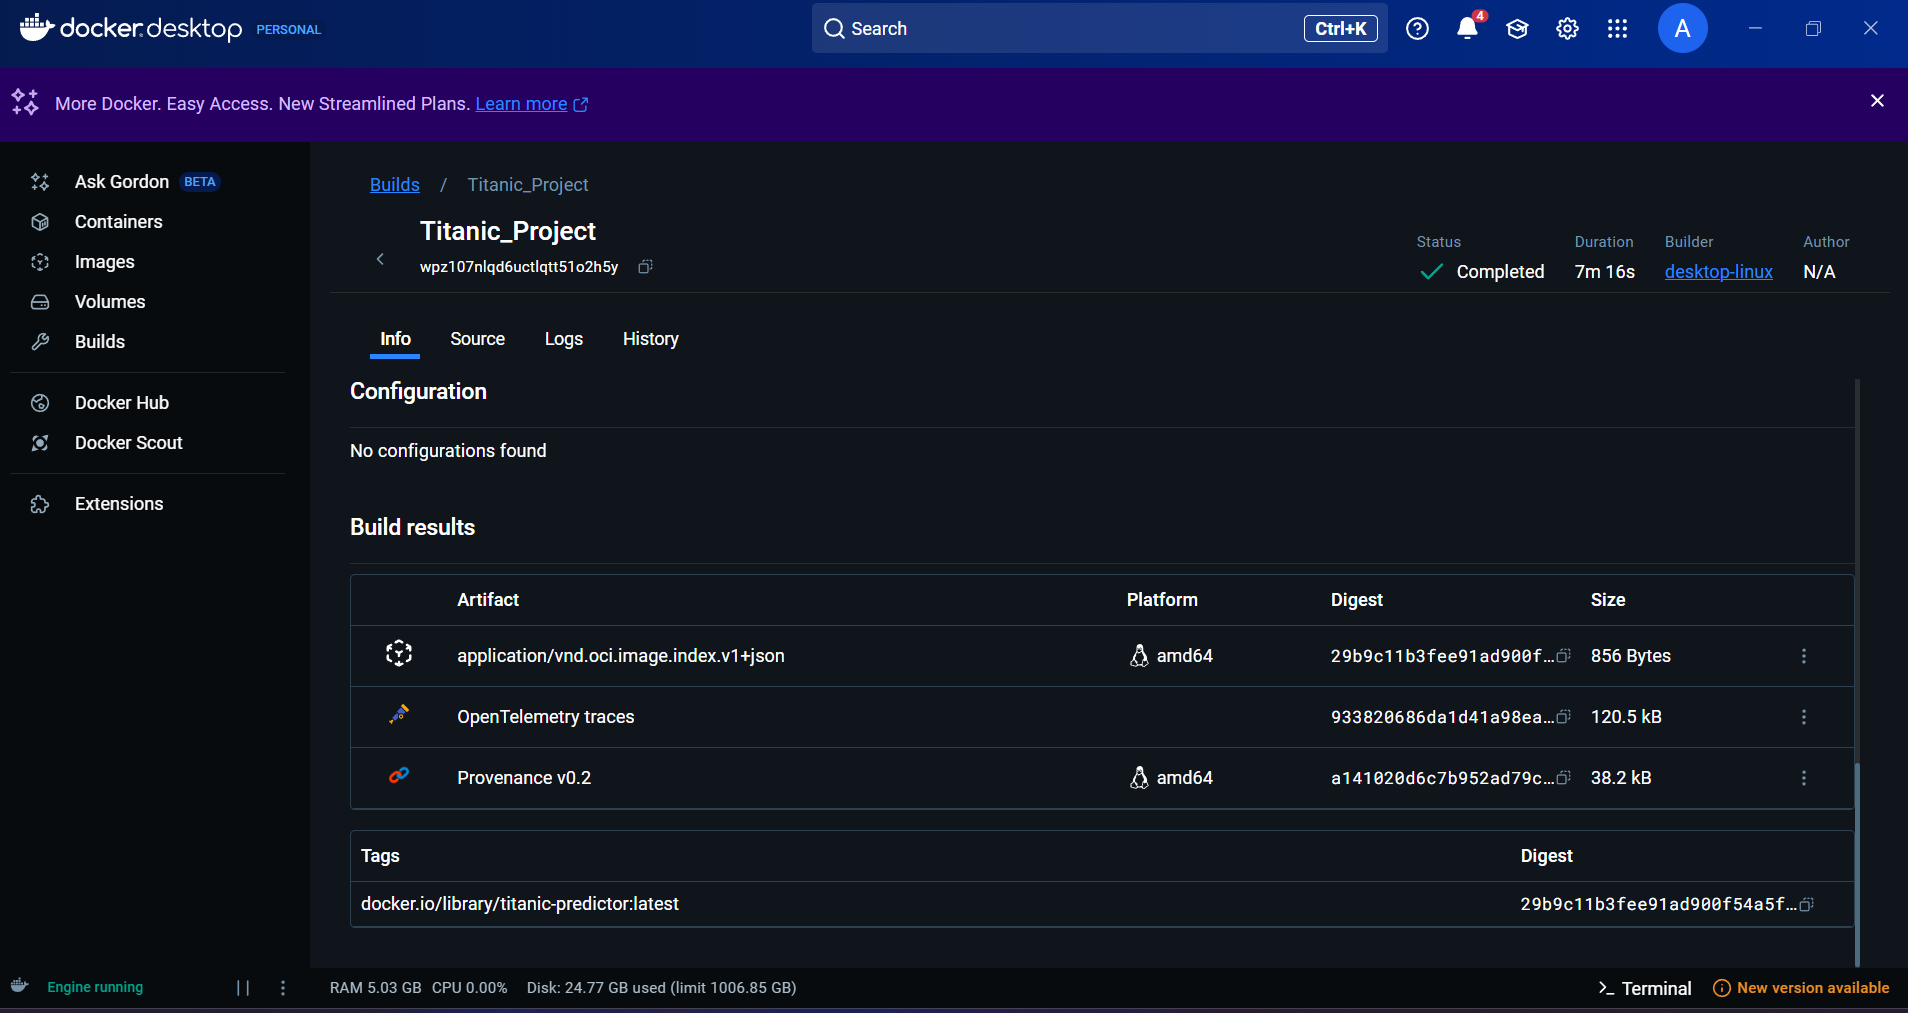 docker.desktop PERSONAL
Search Ctrl+K
4
A
More Docker. Easy Access. New Streamlined Plans. Learn more
Ask Gordon BETA
Containers
Images
Volumes
Builds
Docker Hub
Docker Scout
Extensions
Builds / Titanic_Project
Titanic_Project
wpz107nlqd6uctlqtt51o2h5y
Status Duration Builder Author
Completed 7m 16s desktop-linux N/A
Info Source Logs History
Configuration
No configurations found
Build results
Artifact Platform Digest Size
application/vnd.oci.image.index.v1+json amd64 29b9c11b3fee91ad900f... 856 Bytes
OpenTelemetry traces 933820686da1d41a98ea... 120.5 kB
Provenance v0.2 amd64 a141020d6c7b952ad79c... 38.2 kB
Tags Digest
docker.io/library/titanic-predictor:latest 29b9c11b3fee91ad900f54a5f...
Engine running
RAM 5.03 GB CPU 0.00% Disk: 24.77 GB used (limit 1006.85 GB)
Terminal
New version available